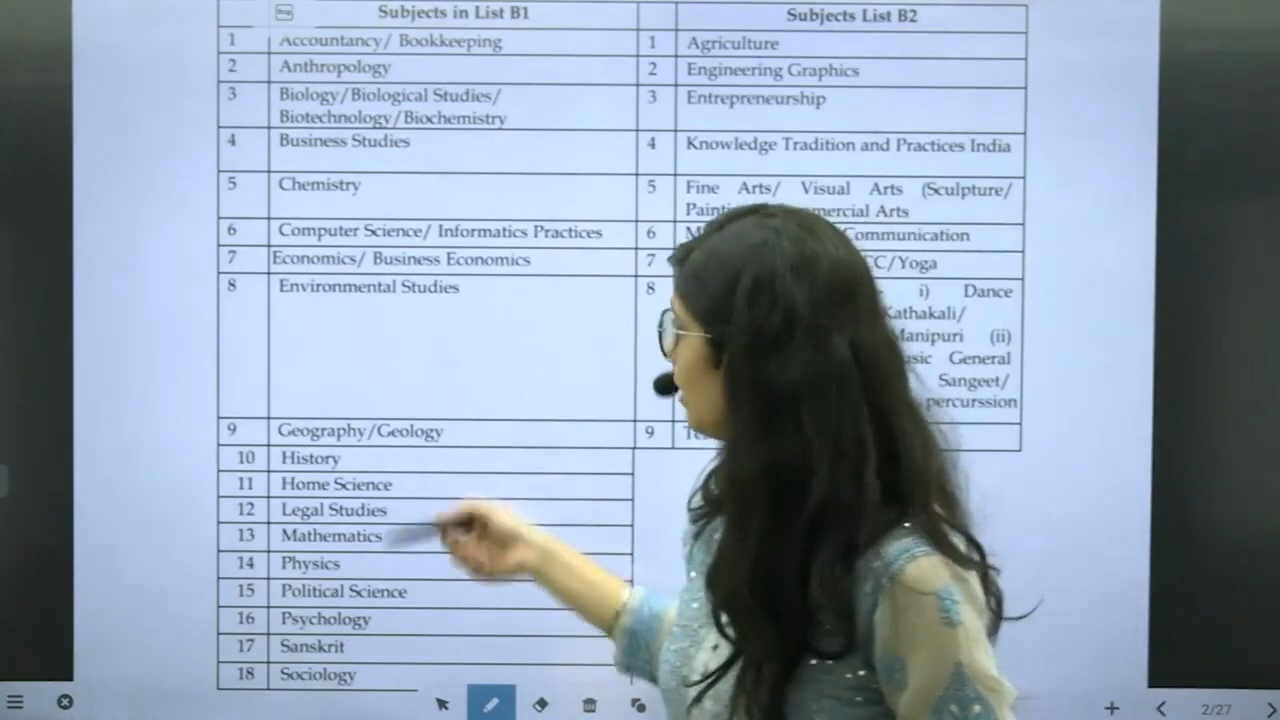 Subjects in List B1 Subjects List B2
1 Accountancy/ Bookkeeping 1 Agriculture
2 Anthropology 2 Engineering Graphics
3 Biology/Biological Studies/ 3 Entrepreneurship
Biotechnology/Biochemistry
4 Business Studies 4 Knowledge Tradition and Practices India
5 Chemistry 5 Fine Arts/ Visual Arts (Sculpture/
Arts
6 Computer Science/ Informatics Practices 6 Communication
7 Economics/ Business Economics 7 /Yoga
8 Environmental Studies 8 i) Dance
Kathakali/
Manipuri (ii)
General
Sangeet/
percurssion
9 Geography/Geology 9
10 History
11 Home Science
12 Legal Studies
13 Mathematics
14 Physics
15 Political Science
16 Psychology
17 Sanskrit
18 Sociology
2/27